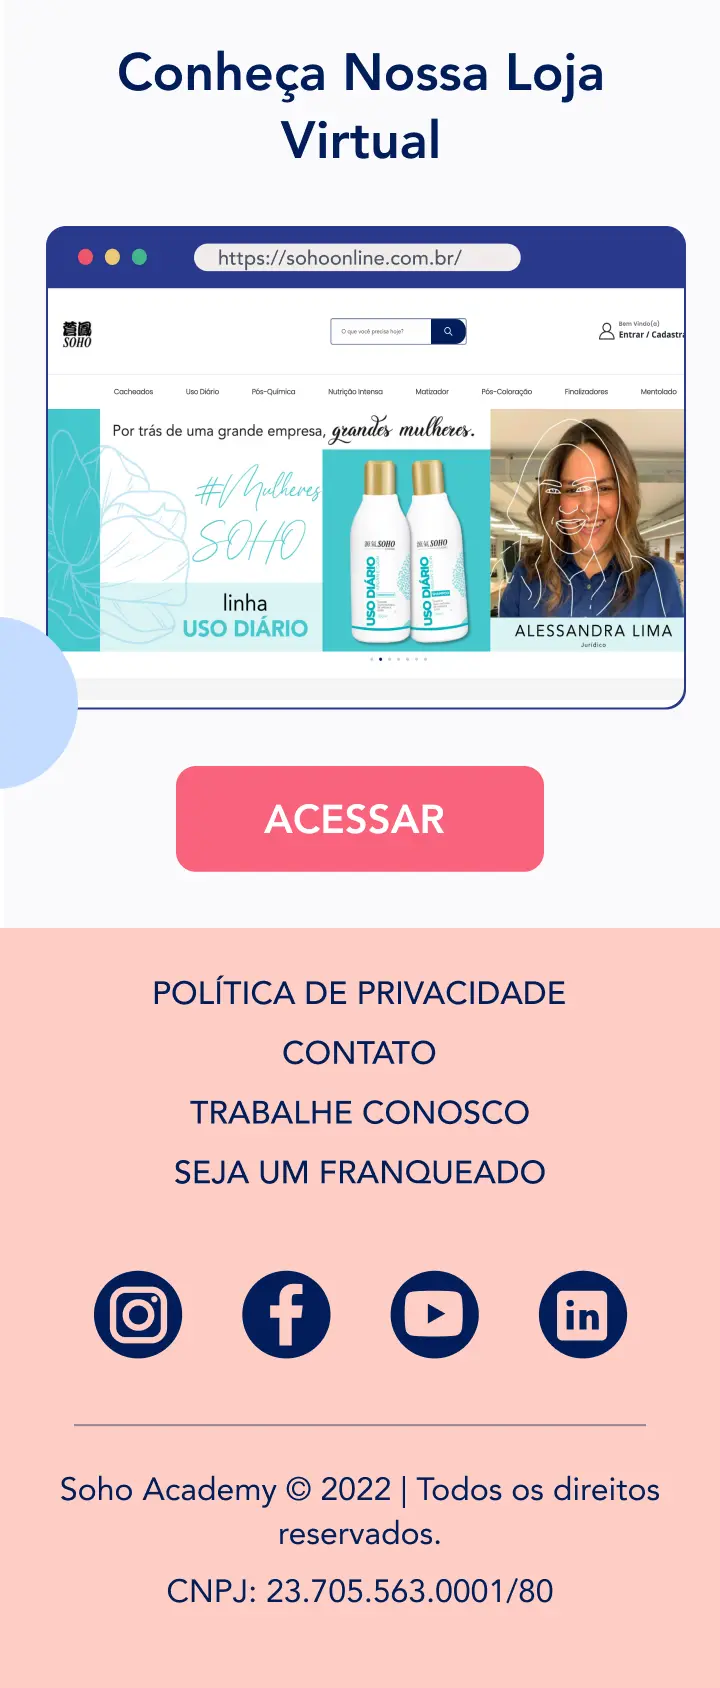 Conheça Nossa Loja
Virtual
https://sohoonline.com.br/
SOHO
O que você precisa hoje?
Bem Vindo(a)
Entrar / Cadastra
Cacheados Uso Diário Pós-Química Nutrição Intensa Matizador Pós-Coloração Finalizadores Mentolado
Por trás de uma grande empresa, grandes mulheres.
#Mulheres
SOHO
linha
USO DIÁRIO
SOHO
USO DIÁRIO
SOHO
USO DIÁRIO
ALESSANDRA LIMA
Jurídico
ACESSAR
POLÍTICA DE PRIVACIDADE
CONTATO
TRABALHE CONOSCO
SEJA UM FRANQUEADO
in
Soho Academy © 2022 | Todos os direitos
reservados.
CNPJ: 23.705.563.0001/80